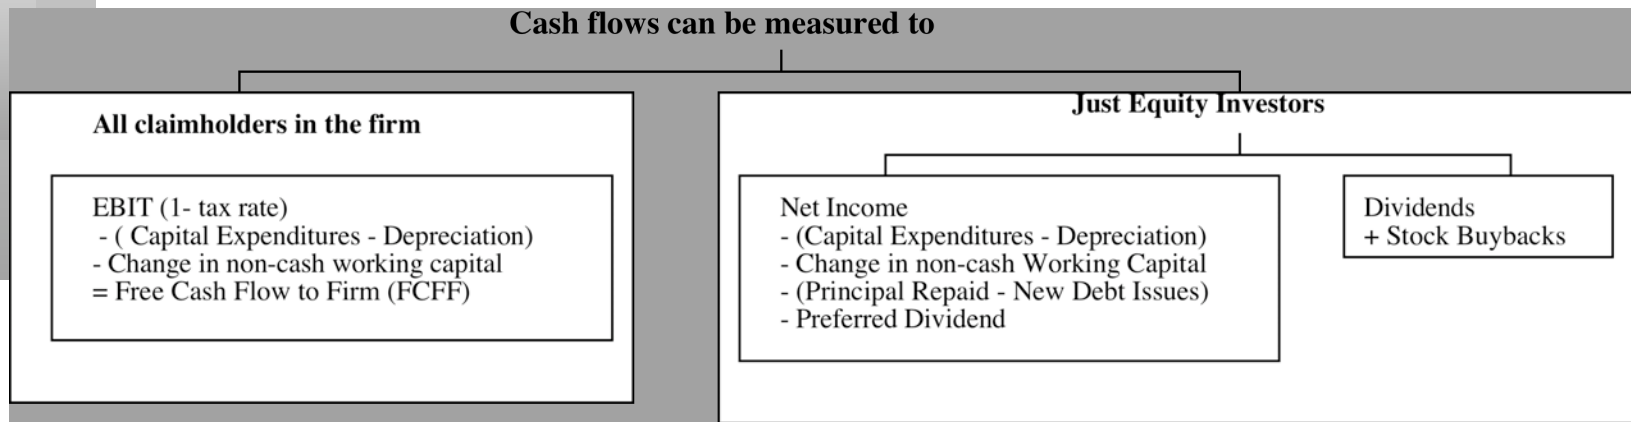 Cash flows can be measured to
All claimholders in the firm
EBIT (1- tax rate)
- ( Capital Expenditures - Depreciation)
- Change in non-cash working capital
= Free Cash Flow to Firm (FCFF)
Just Equity Investors
Net Income
- (Capital Expenditures - Depreciation)
- Change in non-cash Working Capital
- (Principal Repaid - New Debt Issues)
- Preferred Dividend
Dividends
+ Stock Buybacks